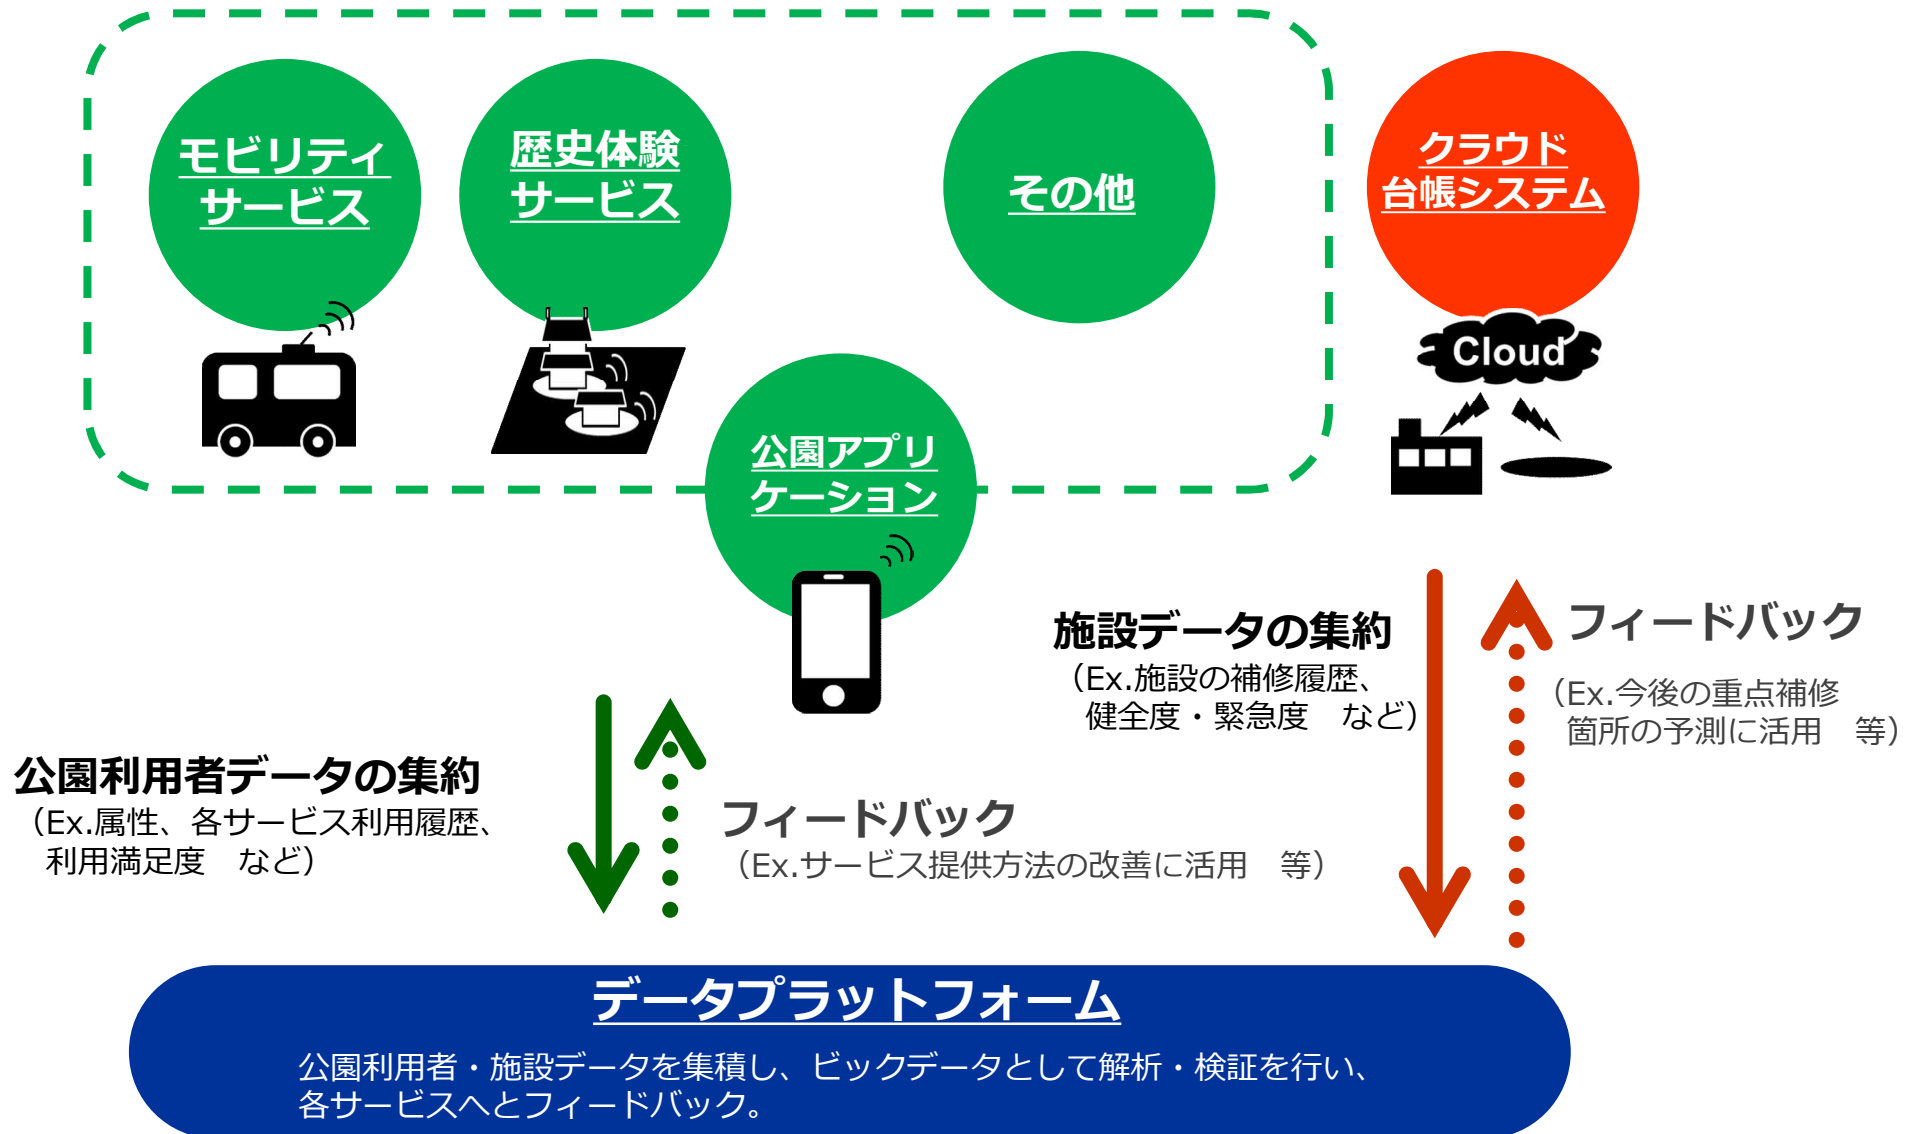 モビリティ
サービス
歴史体験
サービス
その他
クラウド
台帳システム
Cloud
公園アプリ
ケーション
施設データの集約
（Ex.施設の補修履歴、
健全度・緊急度　など）
フィードバック
（Ex.今後の重点補修
箇所の予測に活用　等）
公園利用者データの集約
（Ex.属性、各サービス利用履歴、
利用満足度　など）
フィードバック
（Ex.サービス提供方法の改善に活用　等）
データプラットフォーム
公園利用者・施設データを集積し、ビックデータとして解析・検証を行い、
各サービスへとフィードバック。